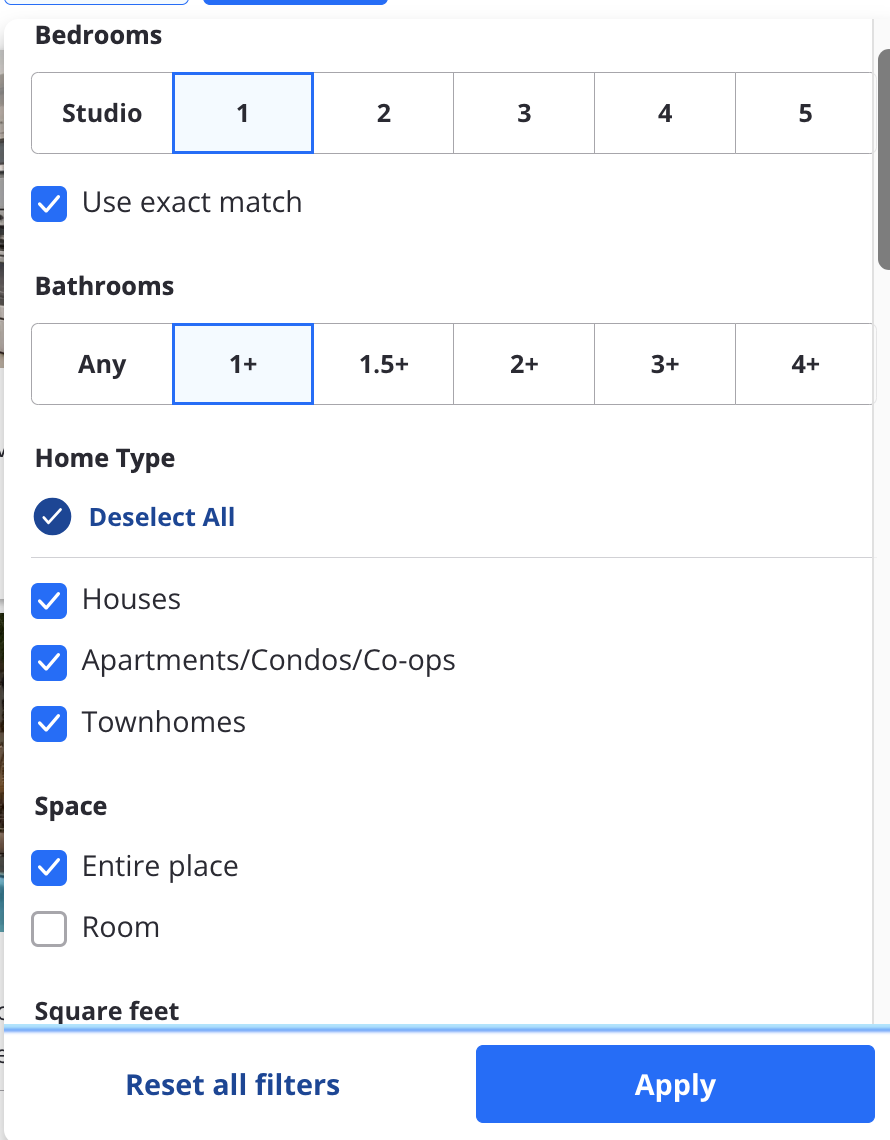 Bedrooms
Studio 1 2 3 4 5
Use exact match
Bathrooms
Any 1+ 1.5+ 2+ 3+ 4+
Home Type
Deselect All
Houses
Apartments/Condos/Co-ops
Townhomes
Space
Entire place
Room
Square feet
Reset all filters Apply